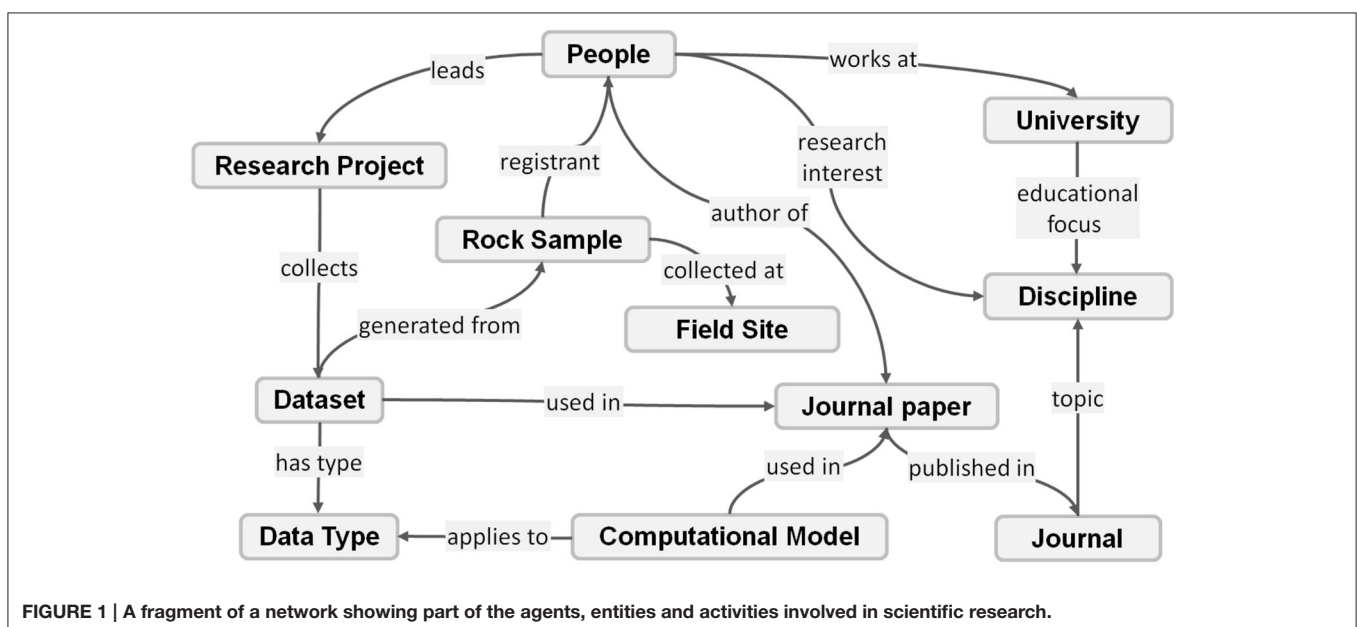 People
leads
works at
University
research
interest
Research Project
registrant
educational
focus
author of
Rock Sample
collects
collected at
Discipline
generated from
Field Site
Dataset
used in
Journal paper
topic
has type
used in
published in
Data Type
applies to
Computational Model
Journal
FIGURE 1 | A fragment of a network showing part of the agents, entities and activities involved in scientific research.